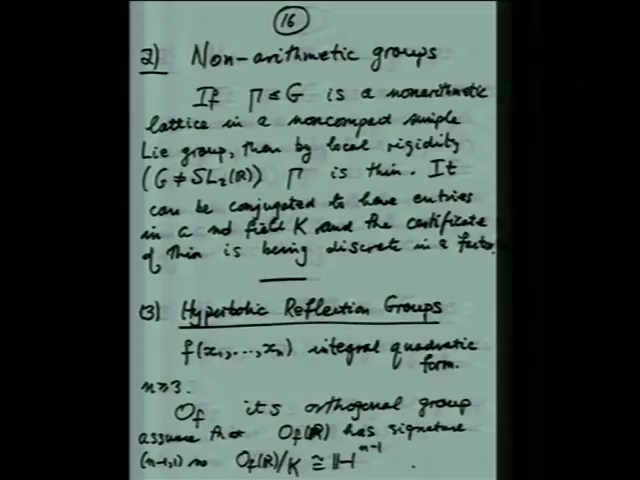 16
2) Non-arithmetic groups
If Γ ≤ G is a nonarithmetic
lattice in a noncompact simple
Lie group, then by local rigidity
(G ≠ SL₂(ℝ)) Γ is thin. It
can be conjugated to have entries
in a nd field K and the certificate
of thin is being discrete in a factor.
(3) Hyperbolic Reflection Groups
f(x₁,...,xₙ) integral quadratic
form.
n≥3.
O_f its orthogonal group
assume that O_f(ℝ) has signature
(n-1,1) so O_f(ℝ)/K ≅ ℍⁿ⁻¹.